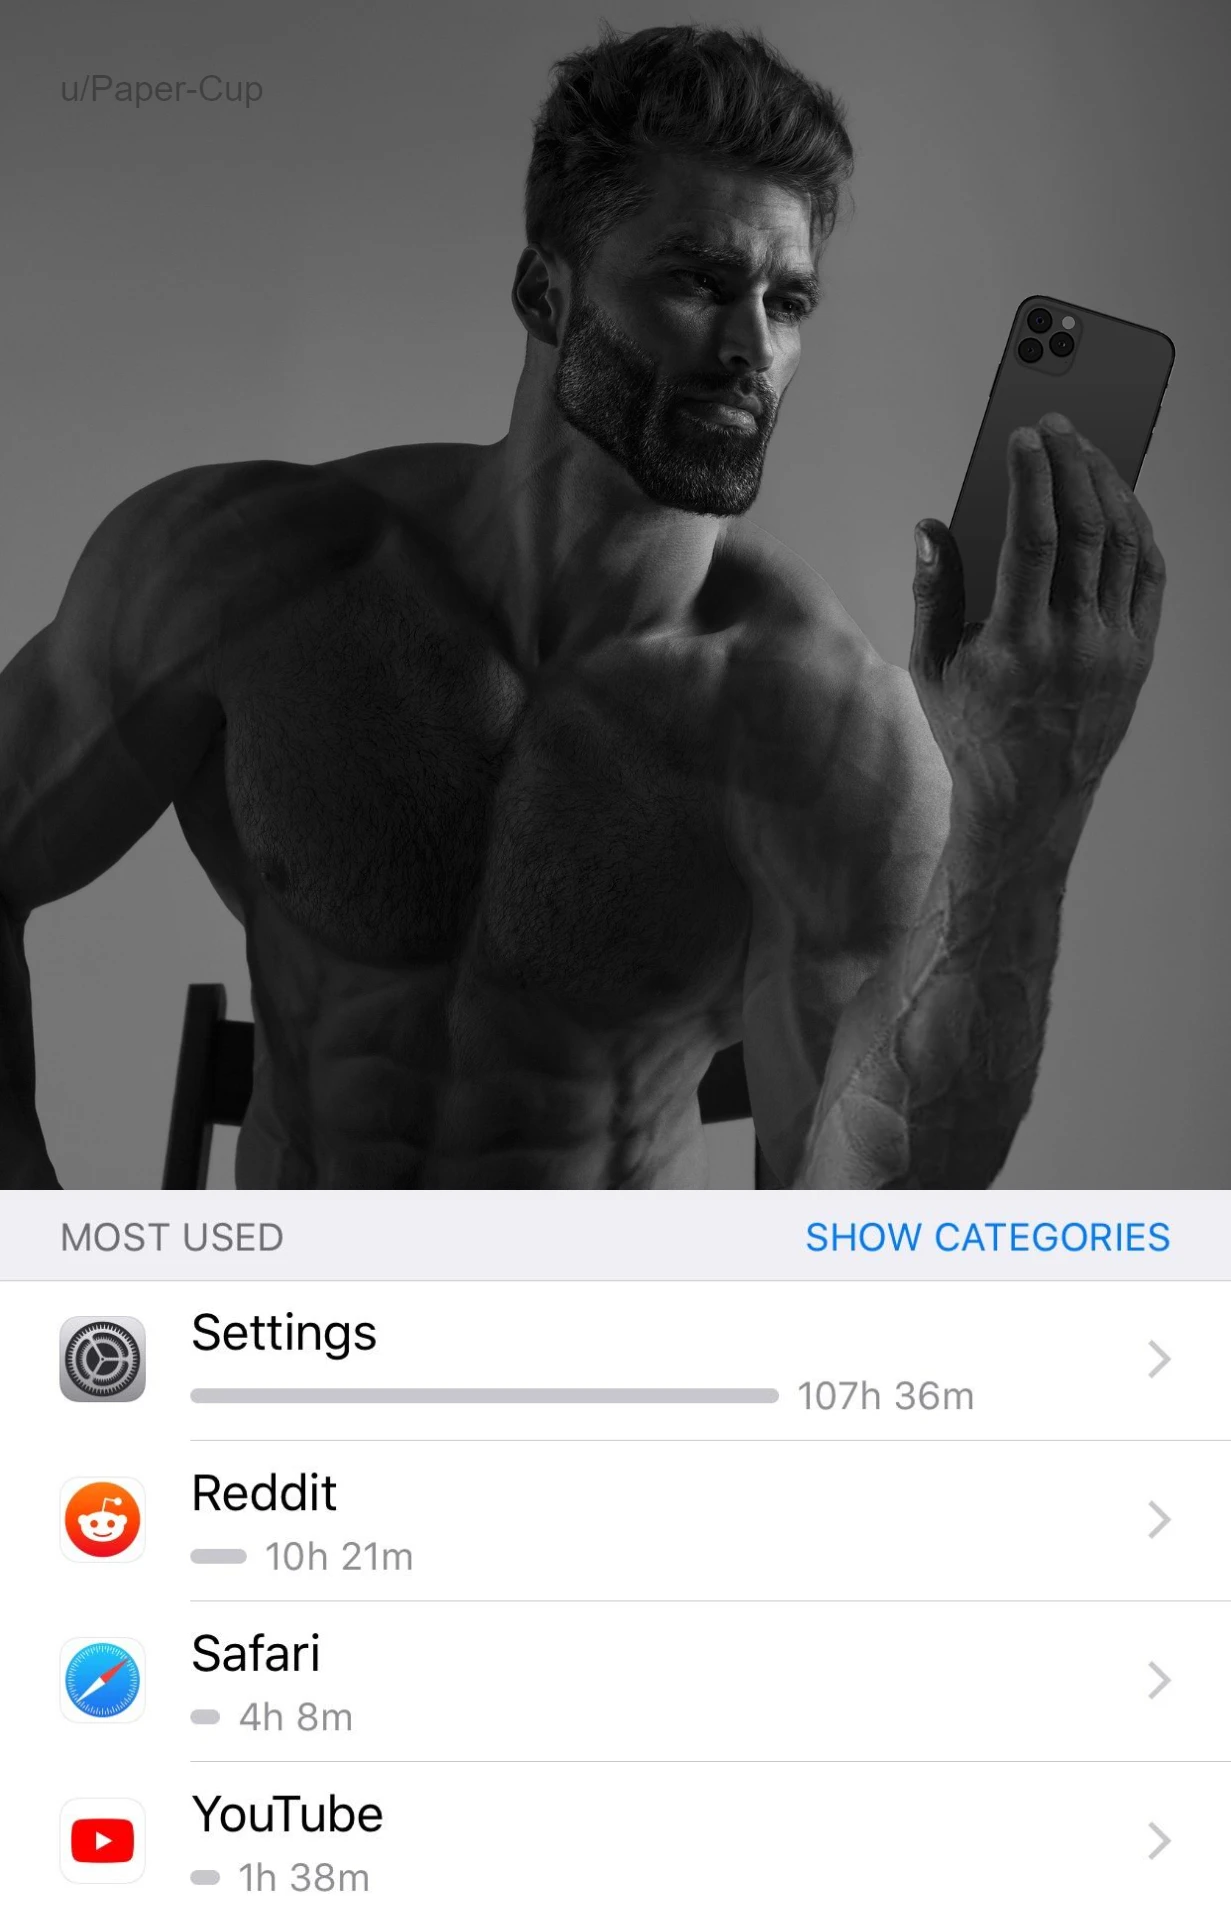 u/Paper-Cup
MOST USED SHOW CATEGORIES
Settings
107h 36m
Reddit
10h 21m
Safari
4h 8m
YouTube
1h 38m